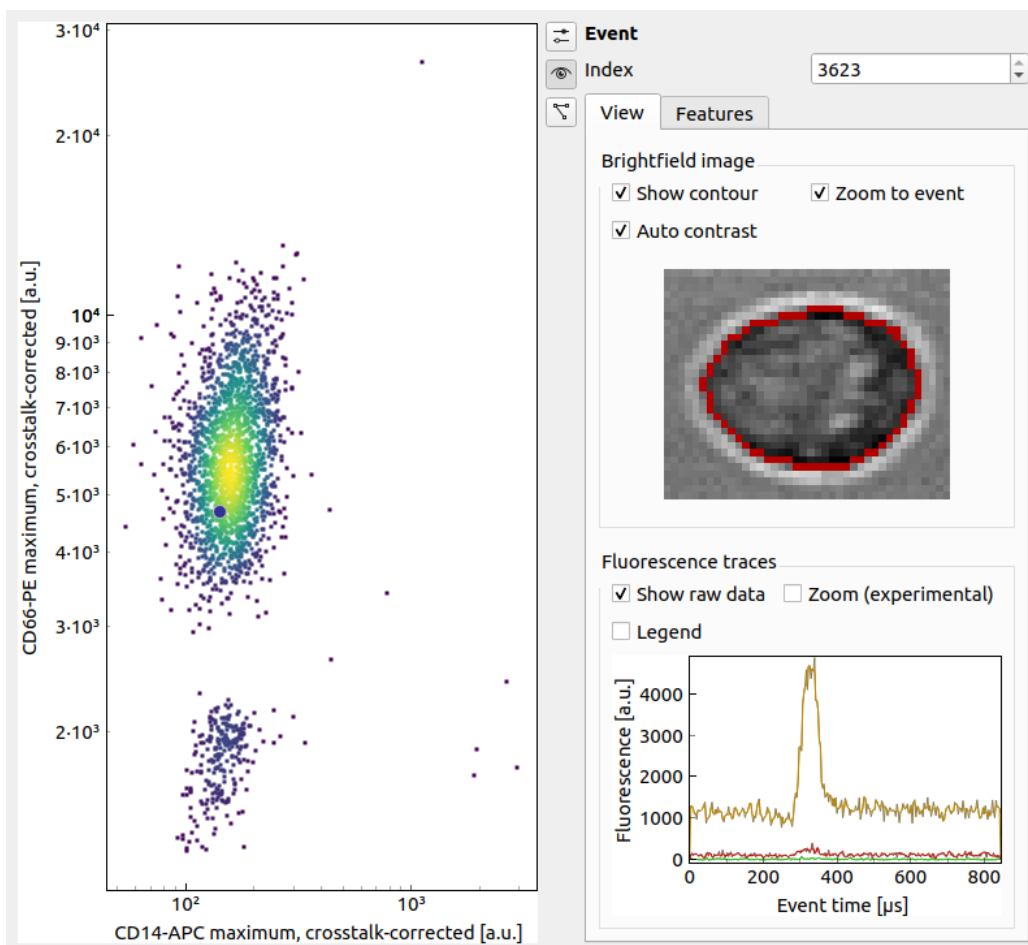 3·10⁴
2·10⁴
10⁴
9·10³
8·10³
7·10³
6·10³
5·10³
4·10³
3·10³
2·10³
CD66-PE maximum, crosstalk-corrected [a.u.]
10²
10³
CD14-APC maximum, crosstalk-corrected [a.u.]
Event
Index
3623
View
Features
Brightfield image
Show contour
Zoom to event
Auto contrast
Fluorescence traces
Show raw data
Zoom (experimental)
Legend
Fluorescence [a.u.]
4000
3000
2000
1000
0
0
200
400
600
800
Event time [µs]